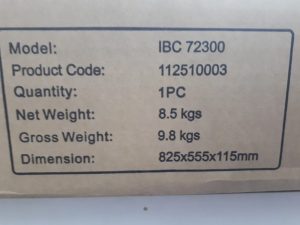 Model: IBC 72300
Product Code: 112510003
Quantity: 1PC
Net Weight: 8.5 kgs
Gross Weight: 9.8 kgs
Dimension: 825x555x115mm